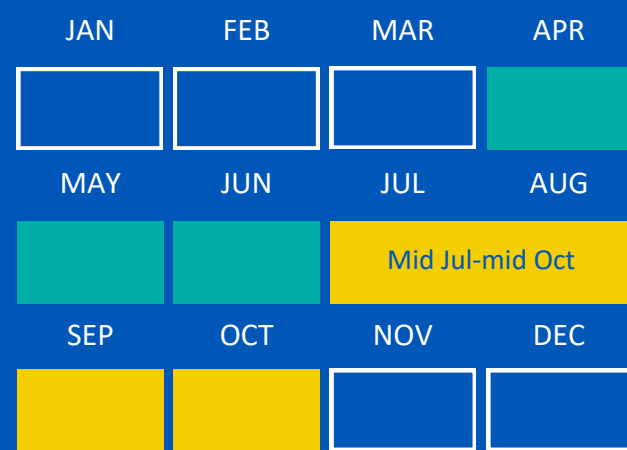 JAN FEB MAR APR
MAY JUN JUL AUG
Mid Jul-mid Oct
SEP OCT NOV DEC